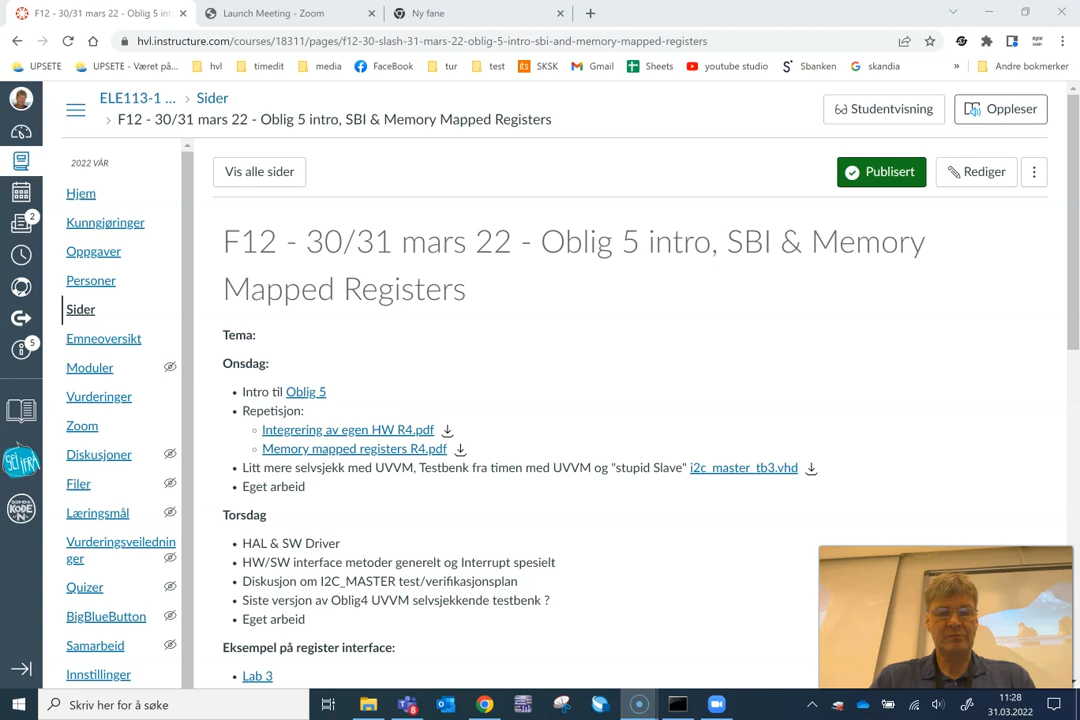 F12 - 30/31 mars 22 - Oblig 5 int
Launch Meeting - Zoom
Ny fane
hvl.instructure.com/courses/18311/pages/f12-30-slash-31-mars-22-oblig-5-intro-sbi-and-memory-mapped-registers
UPSETE
UPSETE - Været på...
hvl
timedit
media
FaceBook
tur
test
its SKSK
Gmail
Sheets
youtube studio
Sbanken
skandia
»
Andre bokmerker
ELE113-1 ... › Sider
› F12 - 30/31 mars 22 - Oblig 5 intro, SBI & Memory Mapped Registers
Studentvisning
Oppleser
2022 VÅR
Hjem
Kunngjøringer
Oppgaver
Personer
Sider
Emneoversikt
Moduler
Vurderinger
Zoom
Diskusjoner
Filer
Læringsmål
Vurderingsveilednin
ger
Quizer
BigBlueButton
Samarbeid
Innstillinger
2
5
Vis alle sider
Publisert
Rediger
F12 - 30/31 mars 22 - Oblig 5 intro, SBI & Memory
Mapped Registers
Tema:
Onsdag:
• Intro til Oblig 5
• Repetisjon:
◦ Integrering av egen HW R4.pdf
◦ Memory mapped registers R4.pdf
• Litt mere selvsjekk med UVVM, Testbenk fra timen med UVVM og "stupid Slave" i2c_master_tb3.vhd
• Eget arbeid
Torsdag
• HAL & SW Driver
• HW/SW interface metoder generelt og Interrupt spesielt
• Diskusjon om I2C_MASTER test/verifikasjonsplan
• Siste versjon av Oblig4 UVVM selvsjekkende testbenk ?
• Eget arbeid
Eksempel på register interface:
• Lab 3
Skriv her for å søke
11:28
31.03.2022